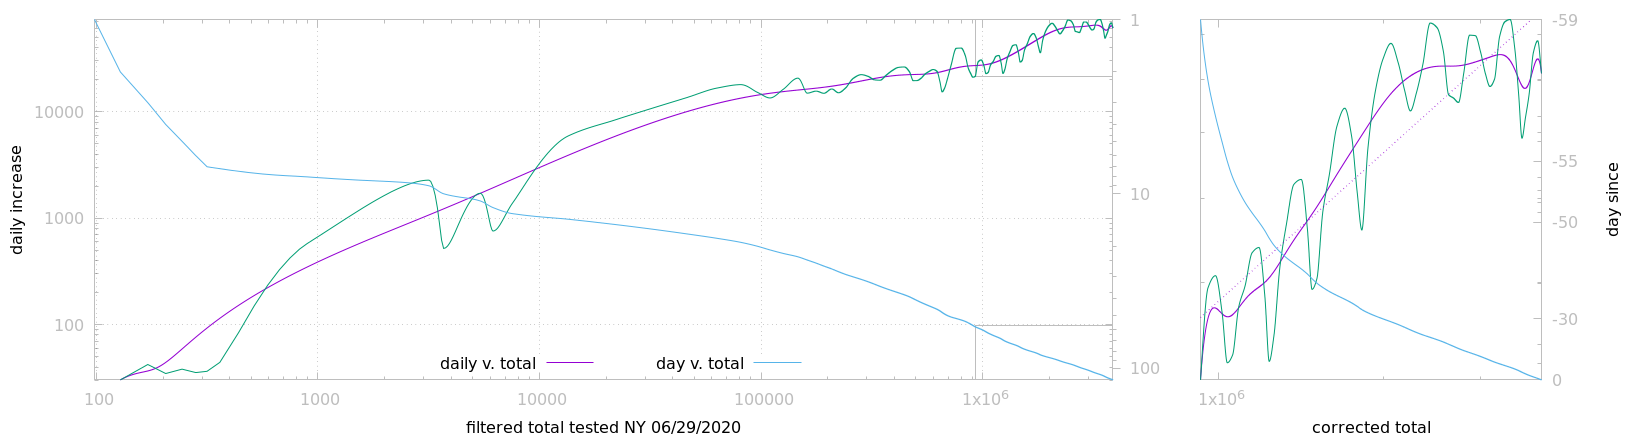 daily increase
10000
1000
100
100
1000
10000
100000
1x10^6
1
10
100
daily v. total
day v. total
filtered total tested NY 06/29/2020
-59
-55
-50
-30
0
day since
1x10^6
corrected total